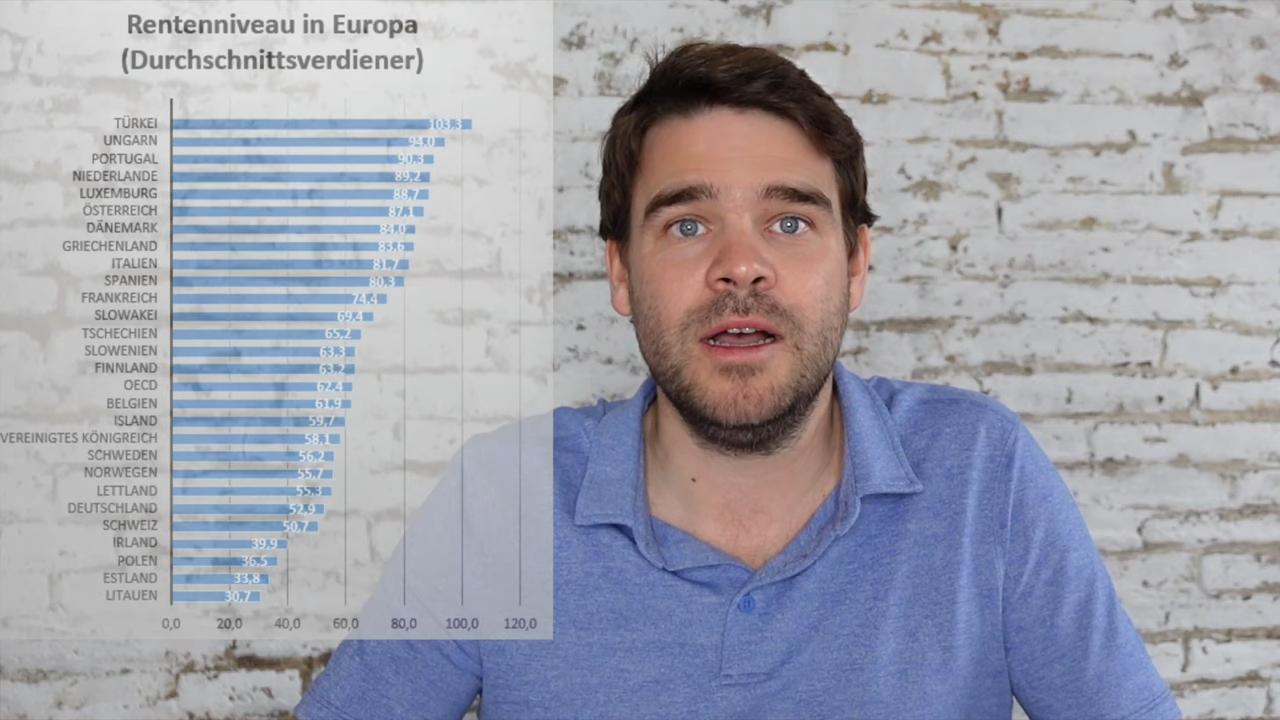 Rentenniveau in Europa
(Durchschnittsverdiener)
TÜRKEI 103,3
UNGARN 94,0
PORTUGAL 90,3
NIEDERLANDE 89,2
LUXEMBURG 88,7
ÖSTERREICH 87,1
DÄNEMARK 84,0
GRIECHENLAND 83,6
ITALIEN 81,7
SPANIEN 80,3
FRANKREICH 74,4
SLOWAKEI 69,4
TSCHECHIEN 65,2
SLOWENIEN 63,3
FINNLAND 63,2
OECD 62,4
BELGIEN 61,9
ISLAND 59,7
VEREINIGTES KÖNIGREICH 58,1
SCHWEDEN 56,2
NORWEGEN 55,7
LETTLAND 55,3
DEUTSCHLAND 52,9
SCHWEIZ 50,7
IRLAND 39,9
POLEN 36,5
ESTLAND 33,8
LITAUEN 30,7
0,0 20,0 40,0 60,0 80,0 100,0 120,0